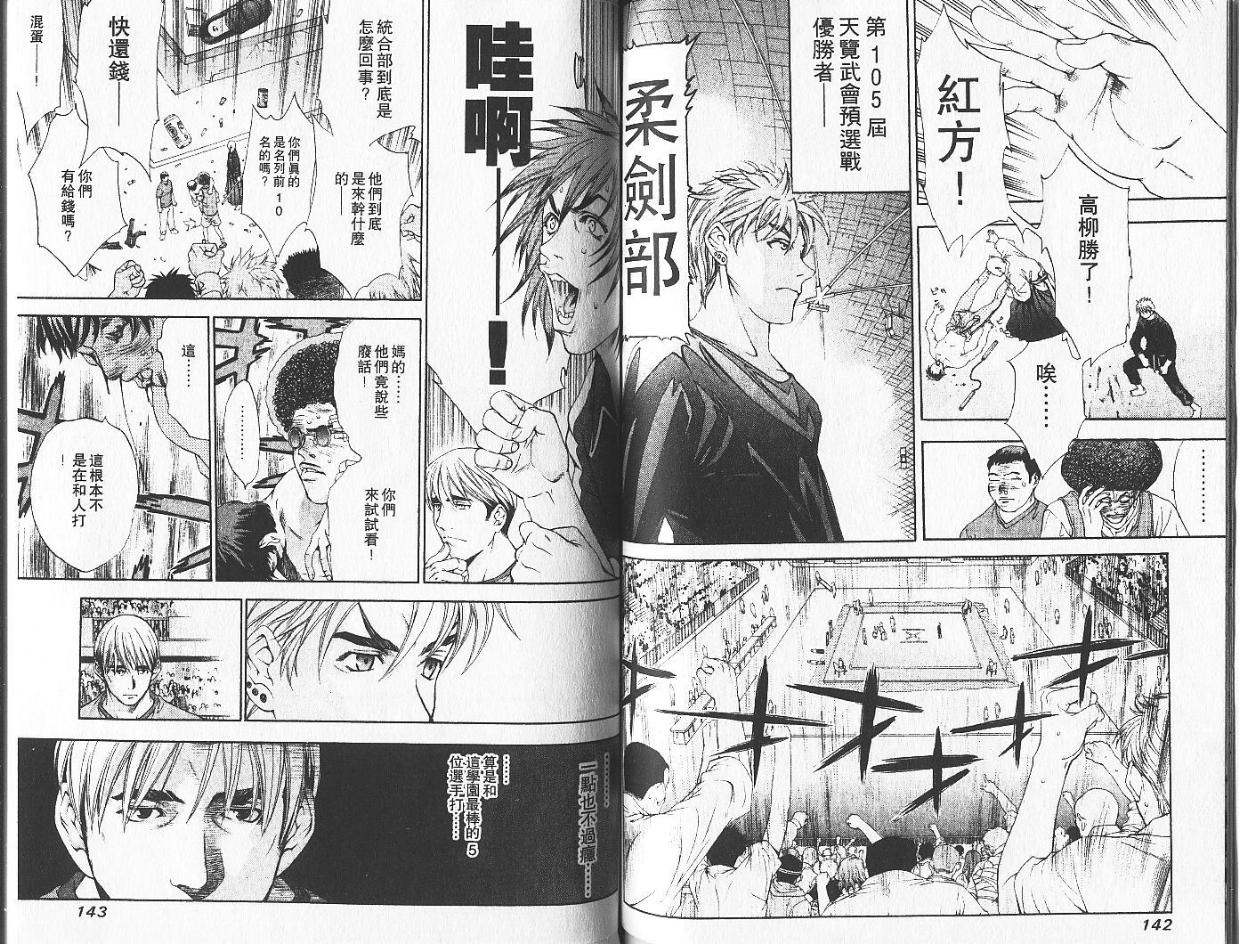 紅方！
高柳勝了！
唉……
…………
第105屆
天覽武會預選戰
優勝者——
柔劍部
142
哇啊——！
統合部到底是
怎麼回事？
你們真的
是名列前10
名的嗎？
他們到底
是來幹什麼
的——
快還錢——
混蛋——！
你們
有給錢嗎？
媽的……
他們竟說些
廢話！
你們
來試試看！
…………
這……
這根本不
是在和人打
！
…………
一點也不過癮……
……
算是和
這學園最棒的5
位選手打……
143